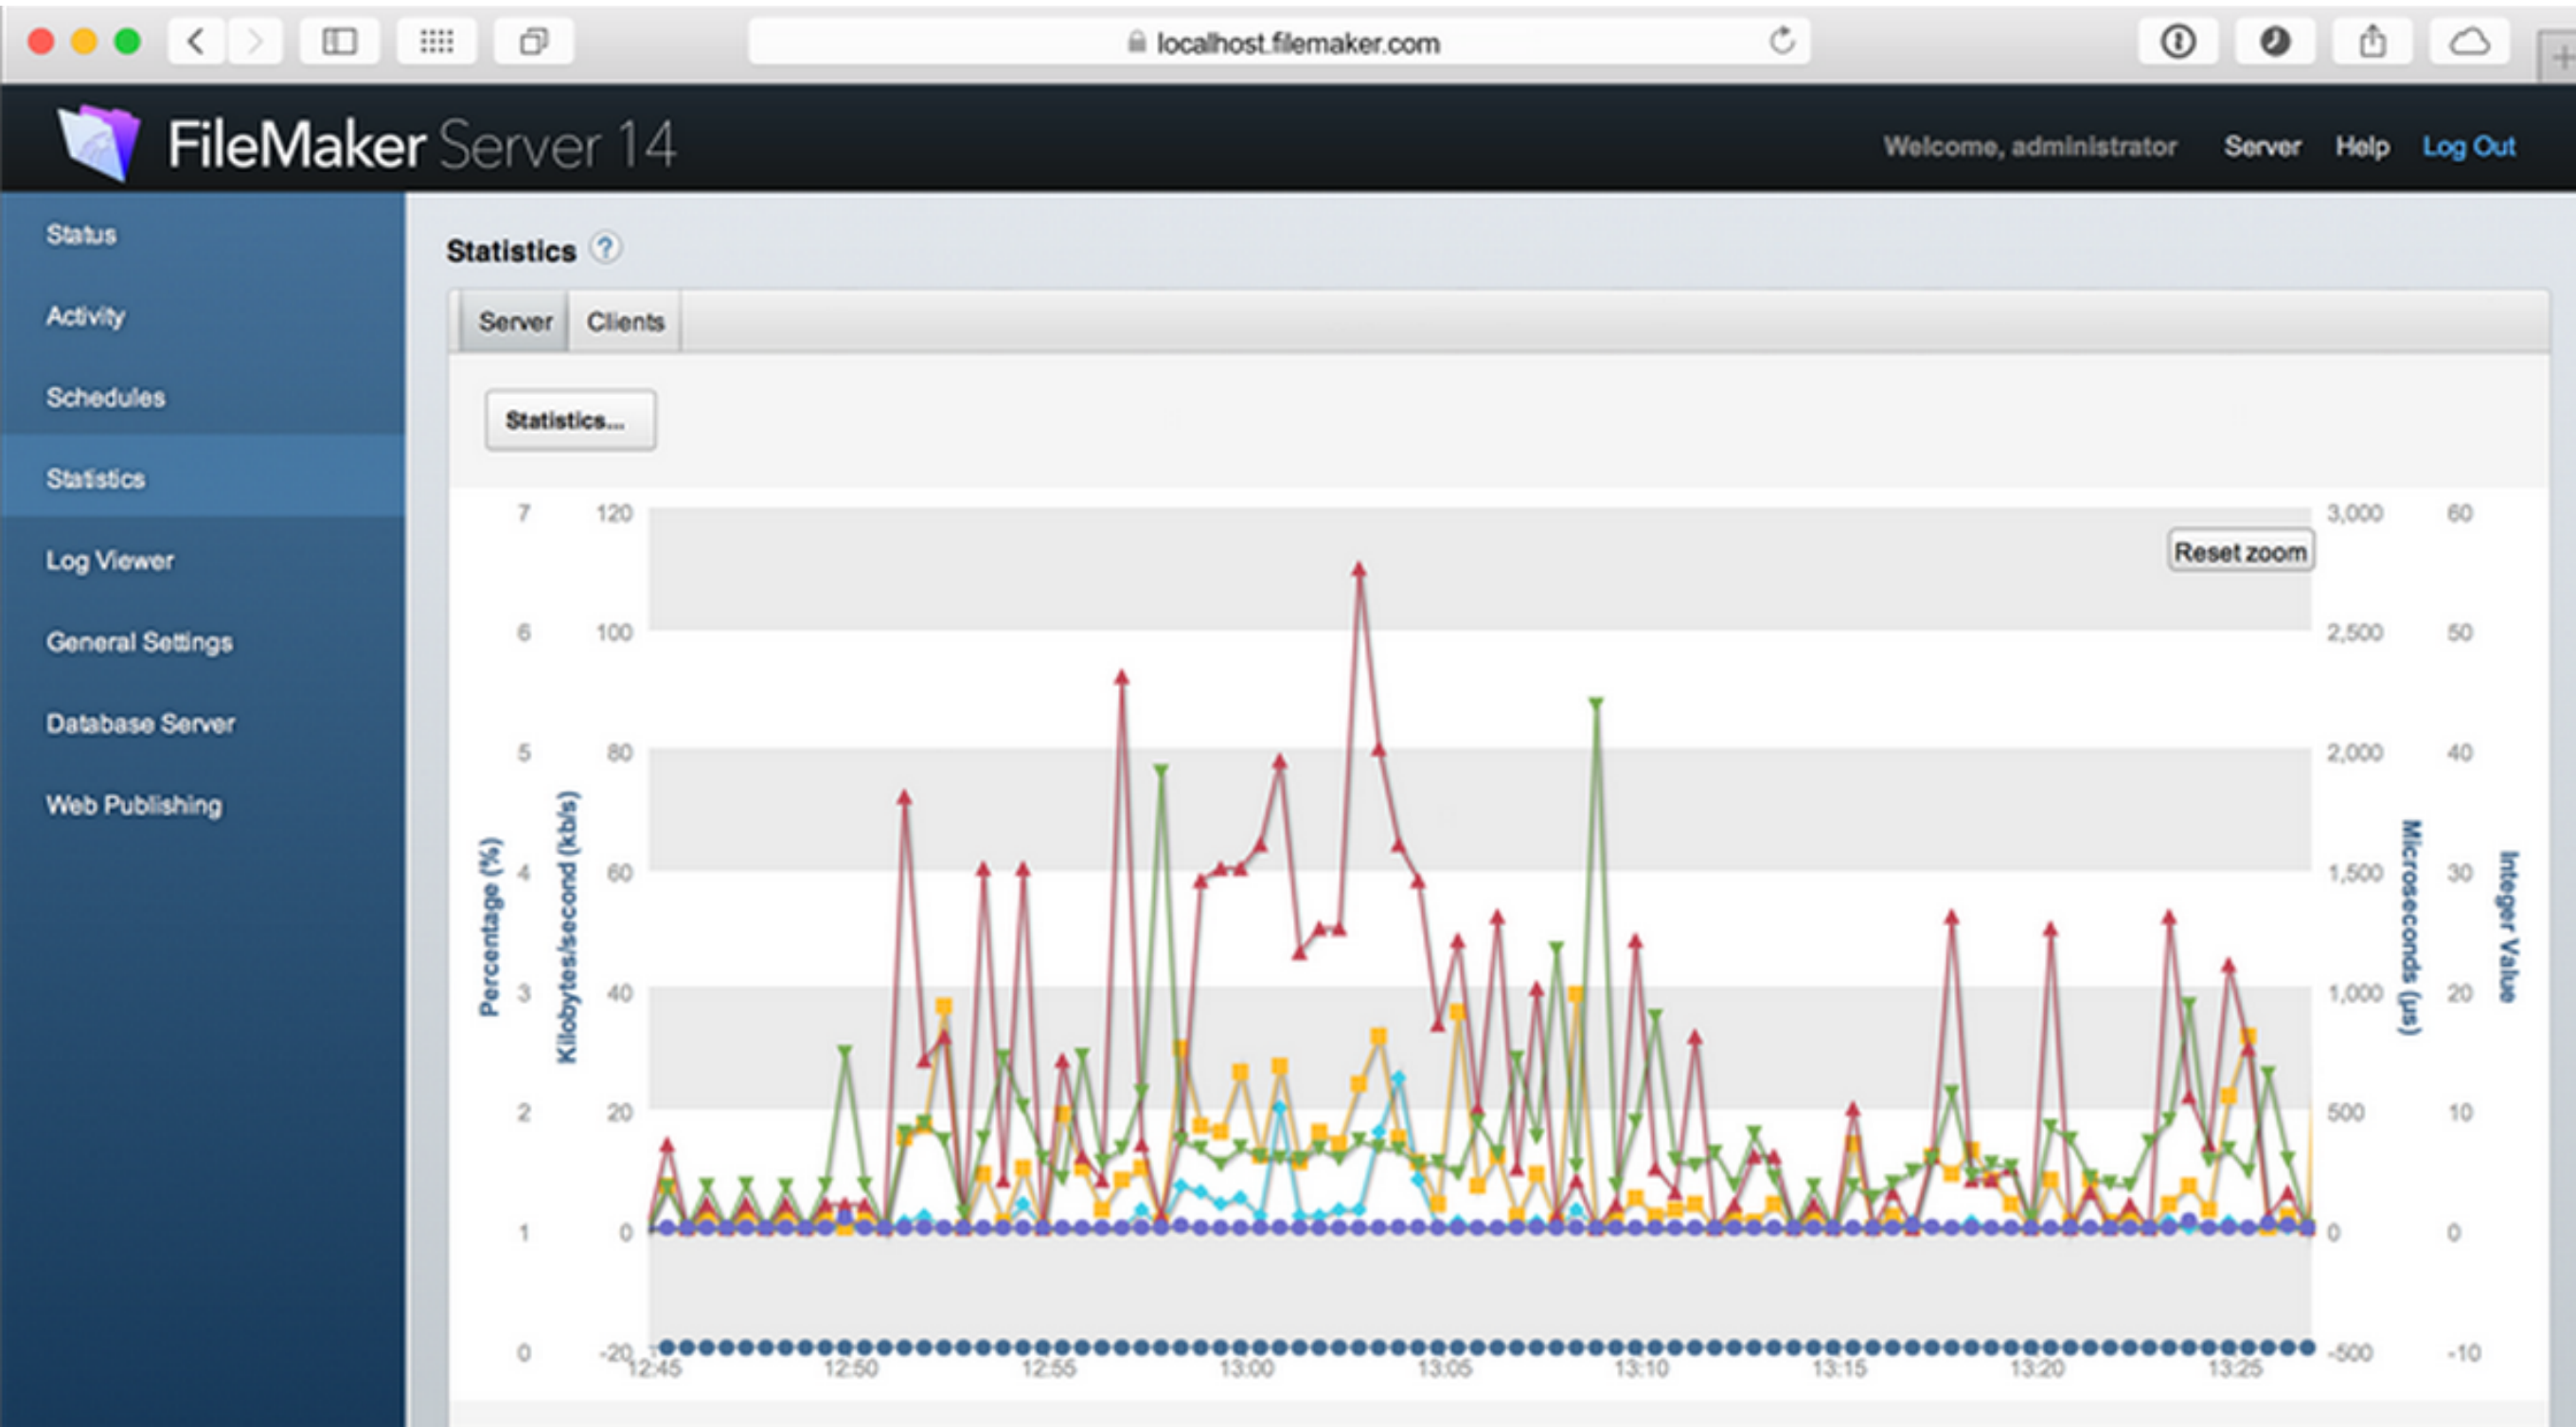 localhost.filemaker.com
FileMaker Server 14
Welcome, administrator Server Help Log Out
Status
Activity
Schedules
Statistics
Log Viewer
General Settings
Database Server
Web Publishing
Statistics ?
Server Clients
Statistics...
Reset zoom
7 120 3,000 60
6 100 2,500 50
5 80 2,000 40
4 60 1,500 30
3 40 1,000 20
2 20 500 10
1 0 0 0
0 -20 -500 -10
Percentage (%)
Kilobytes/second (kb/s)
Microseconds (µs)
Integer Value
12:45 12:50 12:55 13:00 13:05 13:10 13:15 13:20 13:25